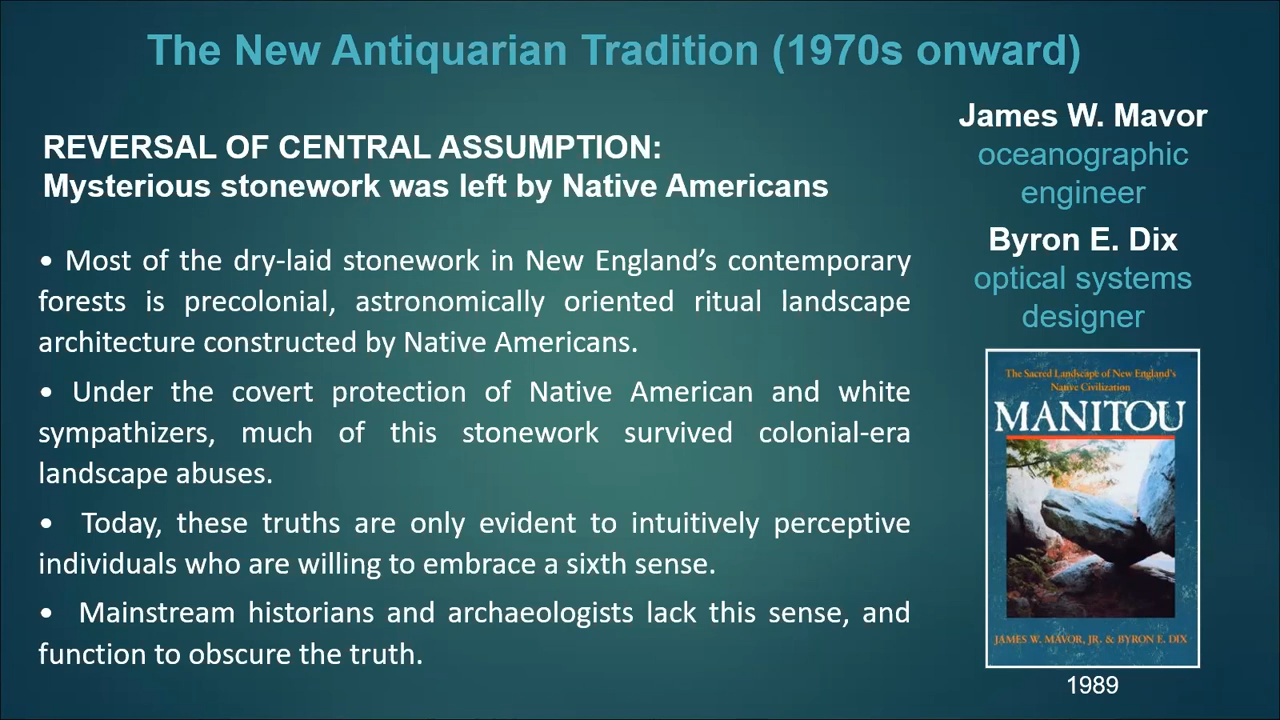 The New Antiquarian Tradition (1970s onward)
REVERSAL OF CENTRAL ASSUMPTION:
Mysterious stonework was left by Native Americans
• Most of the dry-laid stonework in New England’s contemporary
forests is precolonial, astronomically oriented ritual landscape
architecture constructed by Native Americans.
• Under the covert protection of Native American and white
sympathizers, much of this stonework survived colonial-era
landscape abuses.
• Today, these truths are only evident to intuitively perceptive
individuals who are willing to embrace a sixth sense.
• Mainstream historians and archaeologists lack this sense, and
function to obscure the truth.
James W. Mavor
oceanographic
engineer
Byron E. Dix
optical systems
designer
The Sacred Landscape of New England's
Native Civilization
MANITOU
JAMES W. MAVOR, JR. & BYRON E. DIX
1989